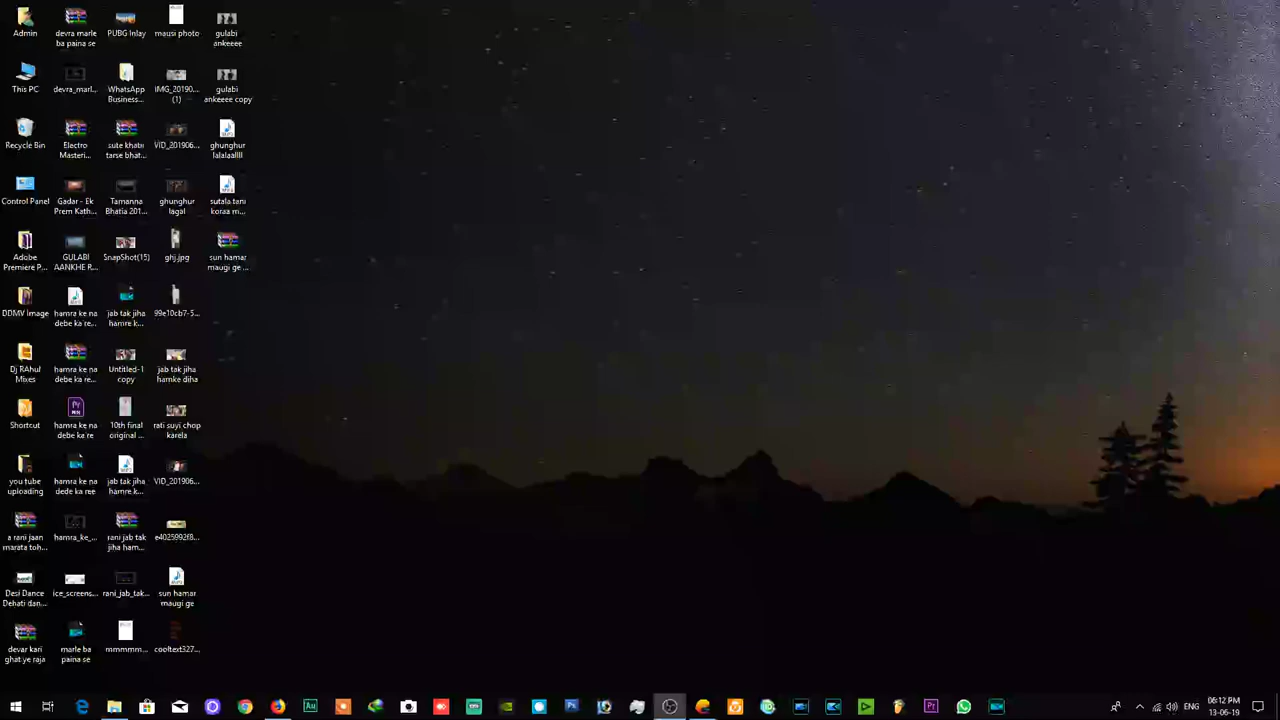 Admin
This PC
Recycle Bin
Control Panel
Adobe
Premiere P...
DDMV Image
Dj RAhul
Mixes
Shortcut
you tube
uploading
a rani jaan
marata toh...
Desi Dance
Dehati dan...
devar kari
ghat ye raja
devra marle
ba paina se
devra_marl...
Electro
Masteri...
Gadar - Ek
Prem Kath...
GULABI
AANKHE R...
hamra ke na
debe ka re...
hamra ke na
debe ka re...
hamra ke na
debe ka re
hamra ke na
dede ka ree
hamra_ke_...
ice_screens...
marle ba
paina se
PUBG Inlay
WhatsApp
Business...
sute khatir
tarse bhat...
Tamanna
Bhatia 201...
SnapShot(15)
jab tak jiha
hamre k...
Untitled-1
copy
10th final
original ...
jab tak jiha
hamre k...
rani jab tak
jiha ham...
rani_jab_tak...
mmmmm...
mausi photo
IMG_20190...
(1)
VID_201906...
ghunghur
lagal
ghj.jpg
99e10cb7-5...
jab tak jiha
hamke diha
rati suyi chop
karela
VID_201906...
e4025992f8...
sun hamar
maugi ge
cooltext327...
gulabi
ankeeee
gulabi
ankeeee copy
ghunghur
lalalaallll
sutala tani
koraa m...
sun hamar
maugi ge ...
ENG
06:12 PM
13-06-19